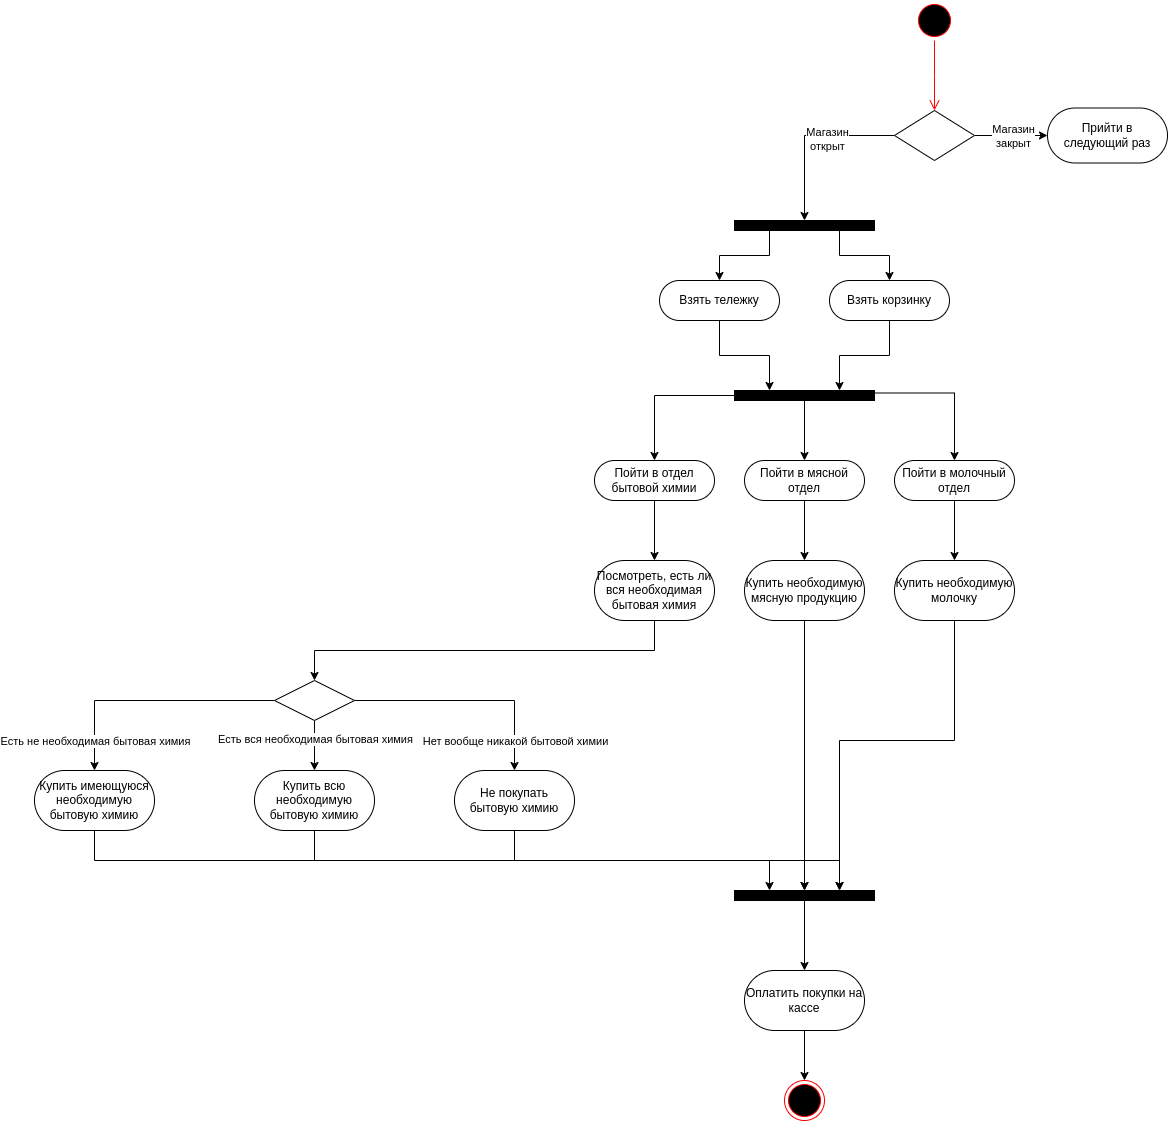 Магазин
открыт
Магазин
закрыт
Прийти в
следующий раз
Взять тележку
Взять корзинку
Пойти в отдел
бытовой химии
Пойти в мясной
отдел
Пойти в молочный
отдел
Посмотреть, есть ли
вся необходимая
бытовая химия
Купить необходимую
мясную продукцию
Купить необходимую
молочку
Есть не необходимая бытовая химия
Есть вся необходимая бытовая химия
Нет вообще никакой бытовой химии
Купить имеющуюся
необходимую
бытовую химию
Купить всю
необходимую
бытовую химию
Не покупать
бытовую химию
Оплатить покупки на
кассе